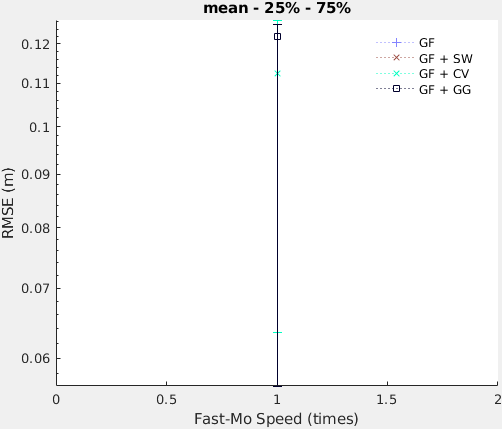 mean - 25% - 75%
GF
GF + SW
GF + CV
GF + GG
0.12
0.11
0.1
0.09
0.08
0.07
0.06
RMSE (m)
0 0.5 1 1.5 2
Fast-Mo Speed (times)